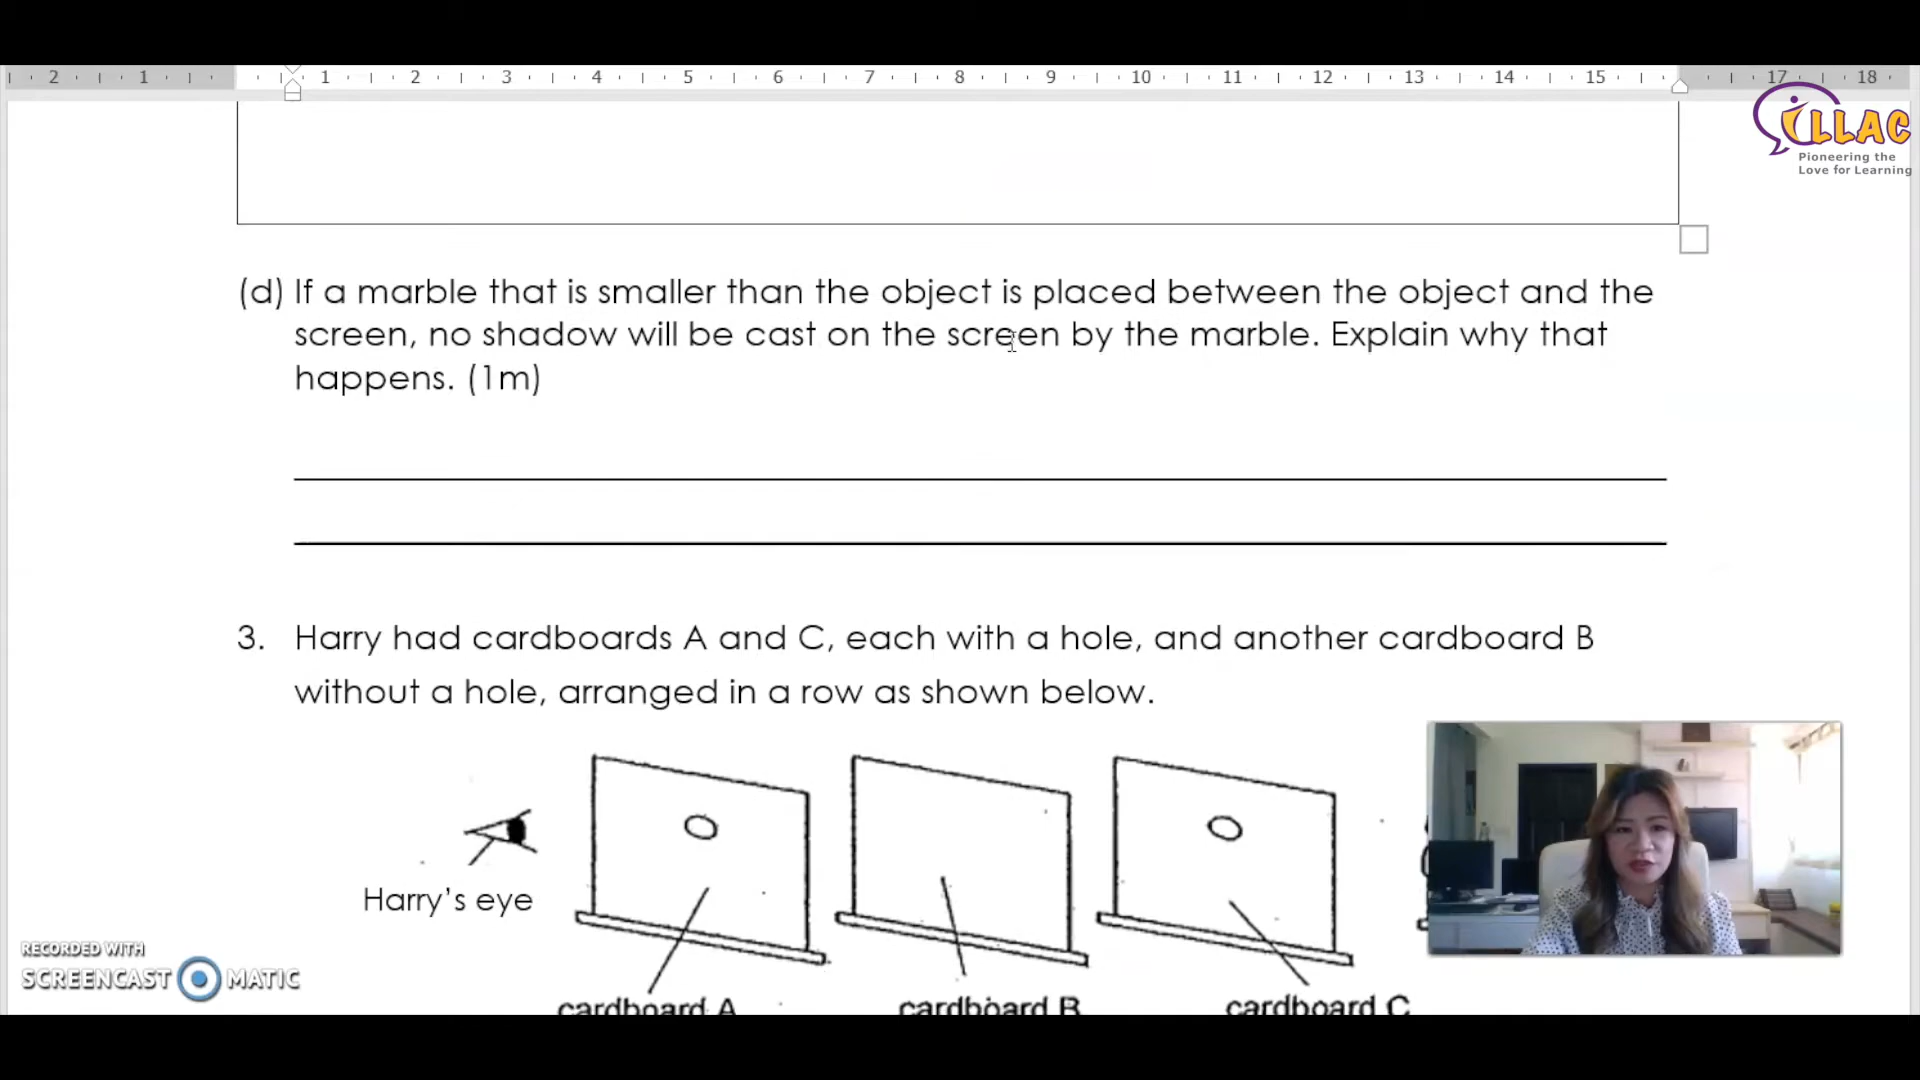 2 1 1 2 3 4 5 6 7 8 9 10 11 12 13 14 15 17 18
iLLAC
Pioneering the
Love for Learning
(d) If a marble that is smaller than the object is placed between the object and the
screen, no shadow will be cast on the screen by the marble. Explain why that
happens. (1m)
3. Harry had cardboards A and C, each with a hole, and another cardboard B
without a hole, arranged in a row as shown below.
Harry's eye
cardboard A cardboard B cardboard C
RECORDED WITH
SCREENCAST MATIC